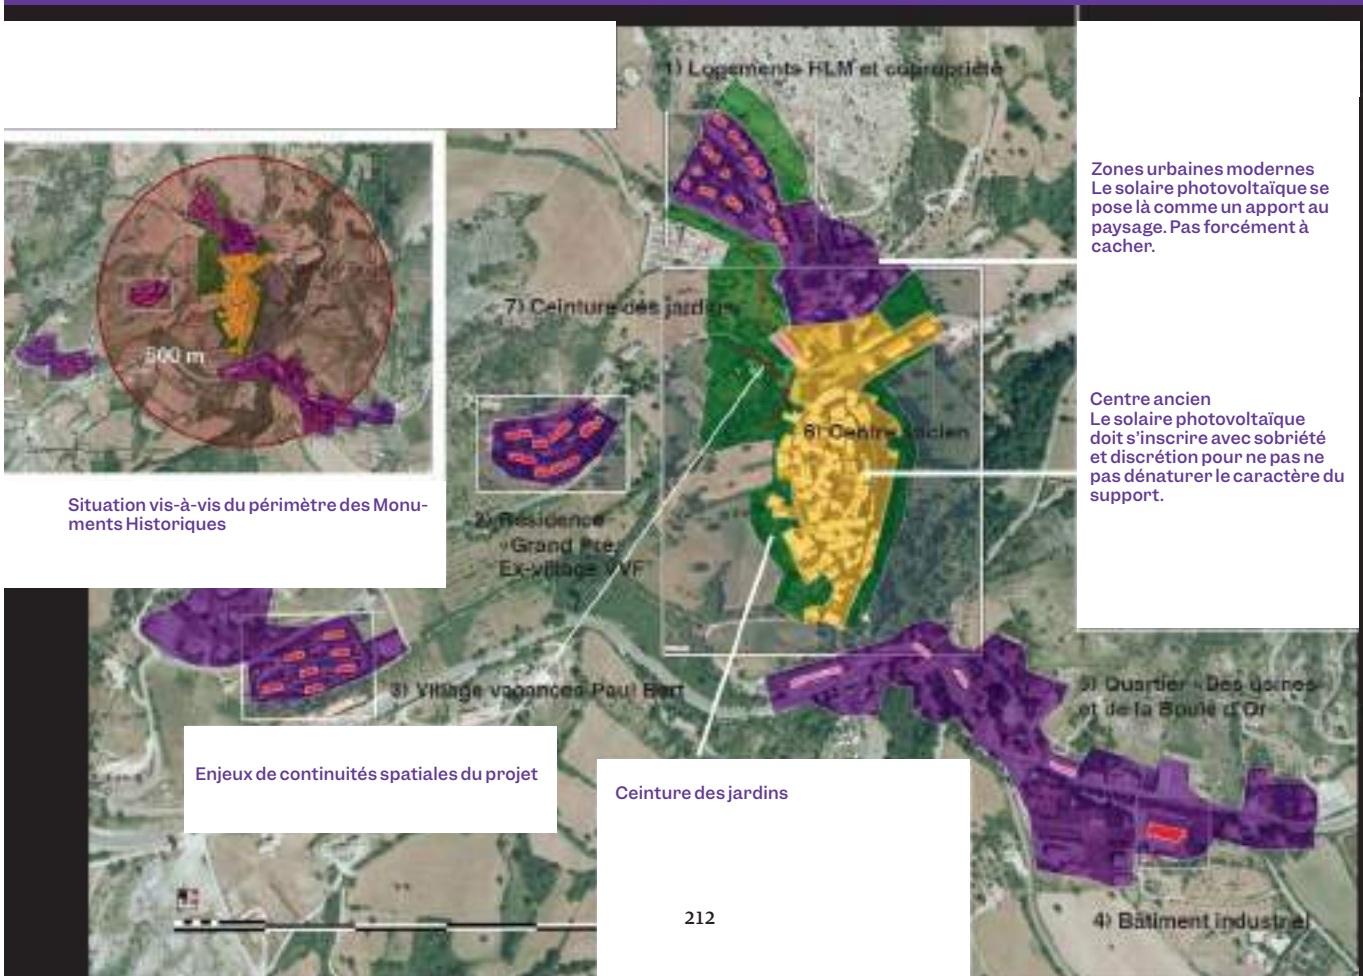 1) Logements HLM et copropriété
Zones urbaines modernes
Le solaire photovoltaïque se
pose là comme un apport au
paysage. Pas forcément à
cacher.
7) Ceinture des jardins
500 m
Centre ancien
Le solaire photovoltaïque
doit s’inscrire avec sobriété
et discrétion pour ne pas ne
pas dénaturer le caractère du
support.
6) Centre ancien
Situation vis-à-vis du périmètre des Monu-
ments Historiques
2) Résidence
«Grand Pré»
Ex-village VVF
3) Village vacances Paul Bert
5) Quartier «Des usines»
et de la Boule d'Or
Enjeux de continuités spatiales du projet
Ceinture des jardins
4) Bâtiment industriel
212